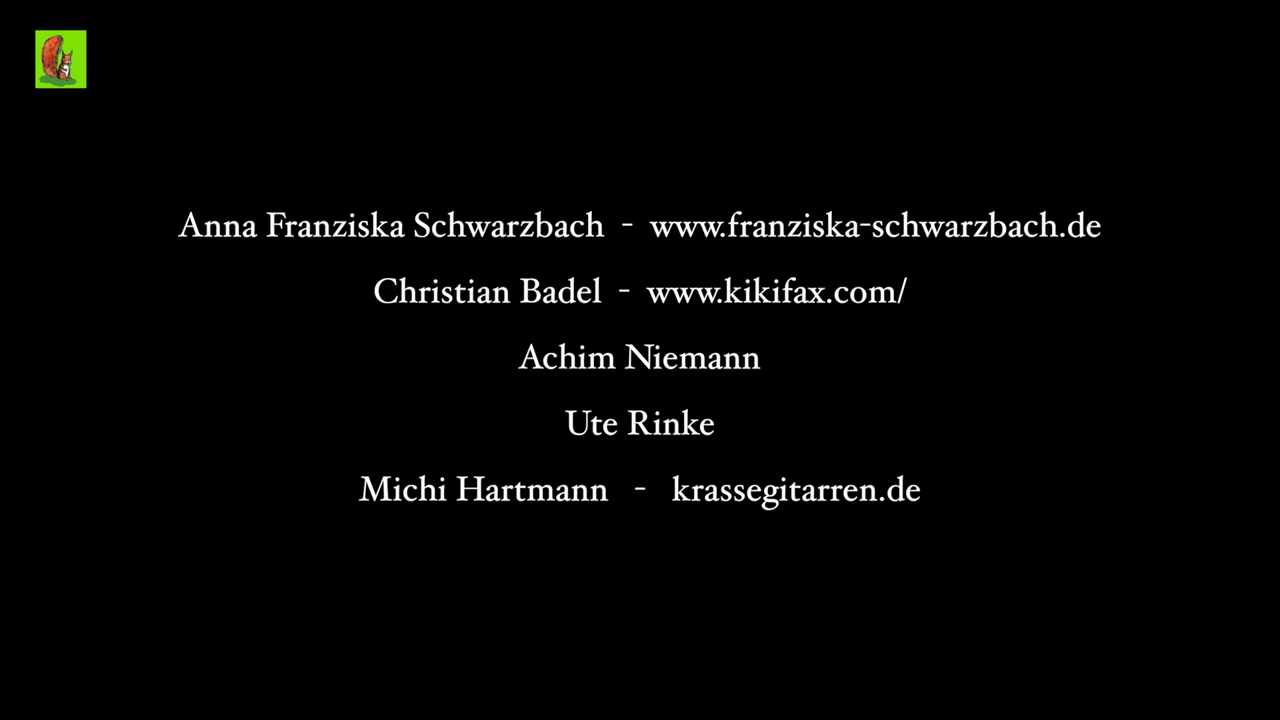 Anna Franziska Schwarzbach - www.franziska-schwarzbach.de
Christian Badel - www.kikifax.com/
Achim Niemann
Ute Rinke
Michi Hartmann - krassegitarren.de